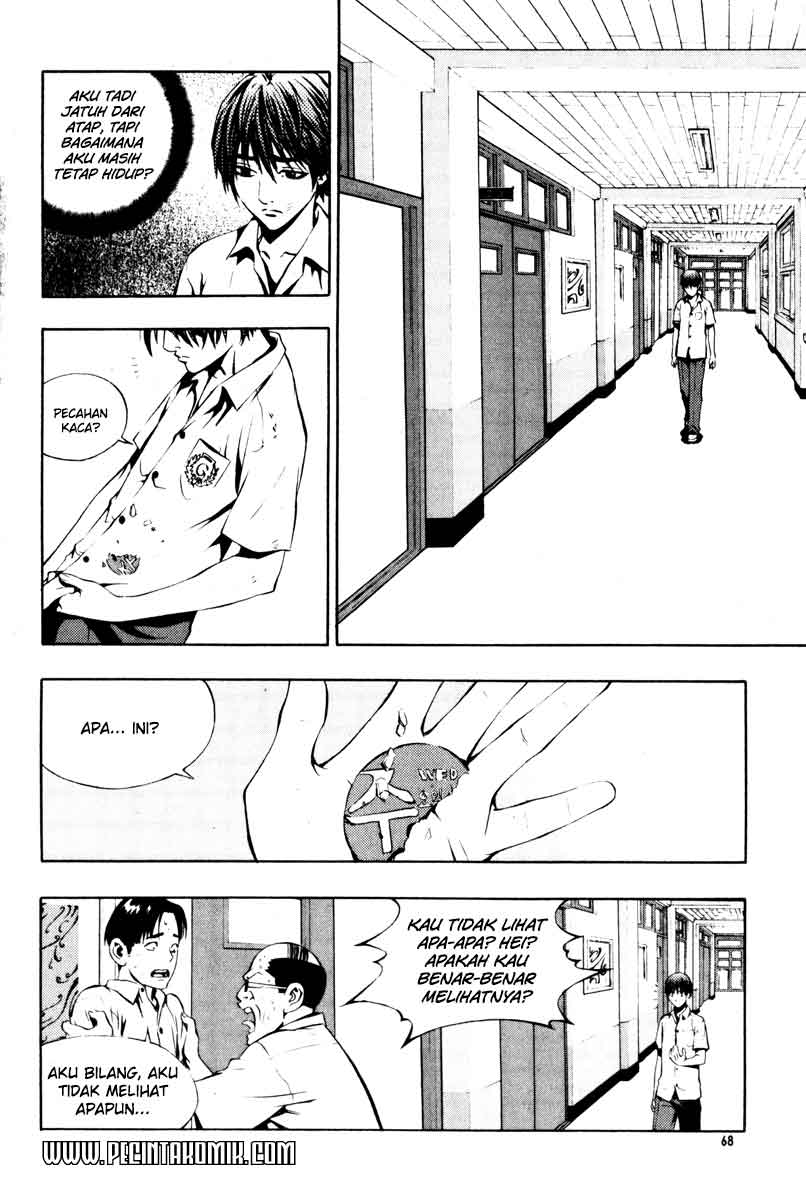 AKU TADI
JATUH DARI
ATAP, TAPI
BAGAIMANA
AKU MASIH
TETAP HIDUP?
PECAHAN
KACA?
G
APA... INI?
WED
KAU TIDAK LIHAT
APA-APA? HEI?
APAKAH KAU
BENAR-BENAR
MELIHATNYA?
AKU BILANG, AKU
TIDAK MELIHAT
APAPUN...
68
WWW.PECINTAKOMIK.COM